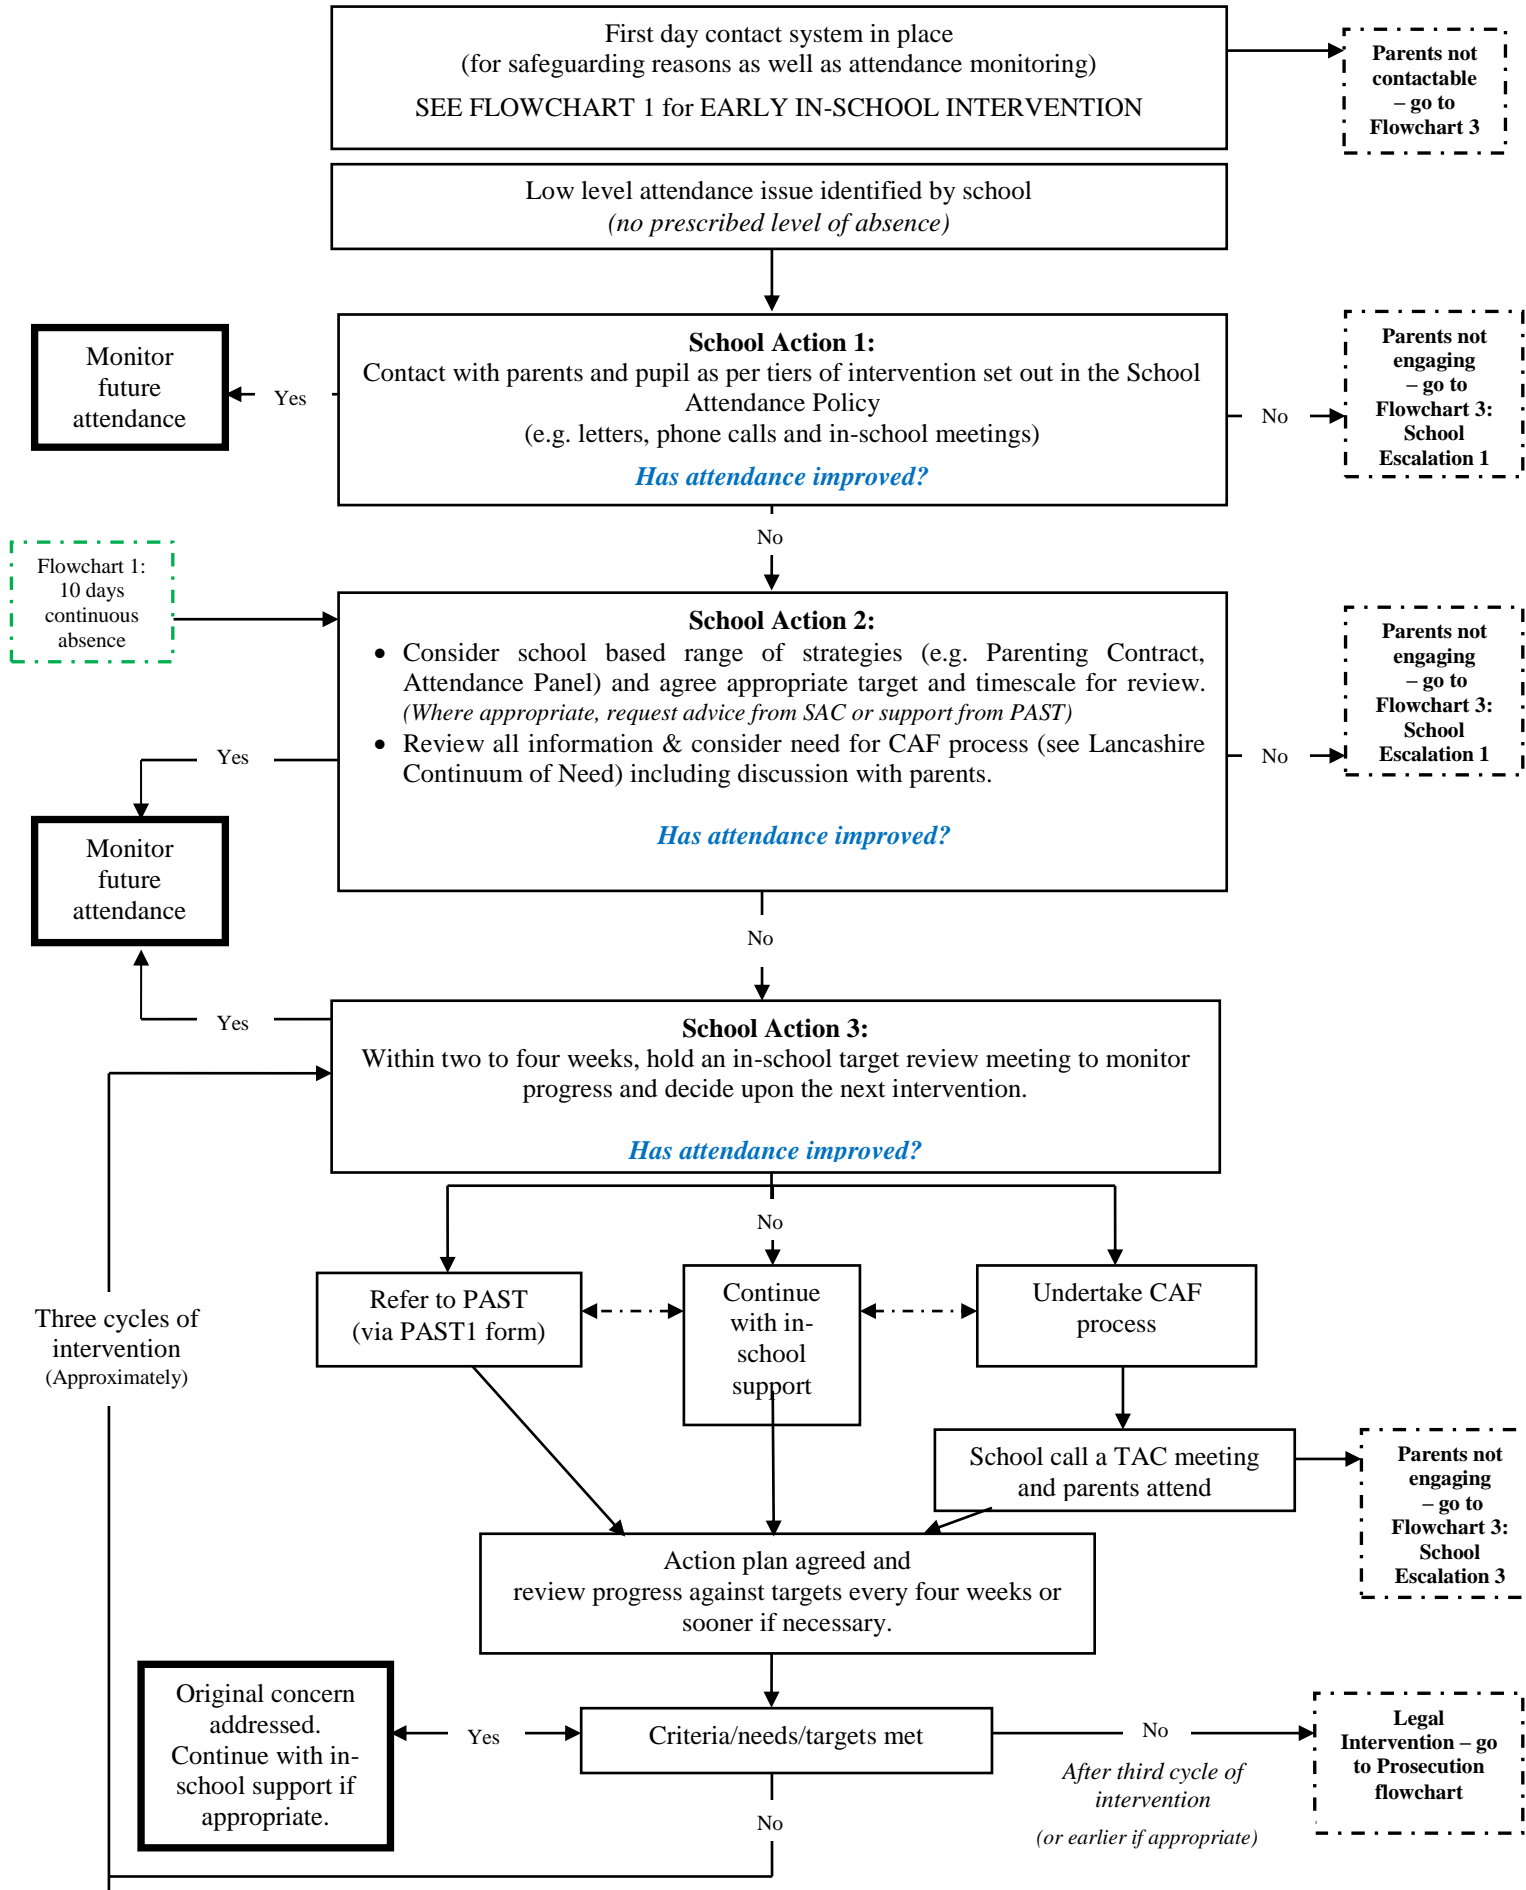 First day contact system in place
(for safeguarding reasons as well as attendance monitoring)
SEE FLOWCHART 1 for EARLY IN-SCHOOL INTERVENTION
Parents not
contactable
– go to
Flowchart 3
Low level attendance issue identified by school
(no prescribed level of absence)
Monitor
future
attendance
Yes
School Action 1:
Contact with parents and pupil as per tiers of intervention set out in the School
Attendance Policy
(e.g. letters, phone calls and in-school meetings)
Has attendance improved?
No
Parents not
engaging
– go to
Flowchart 3:
School
Escalation 1
No
Flowchart 1:
10 days
continuous
absence
School Action 2:
• Consider school based range of strategies (e.g. Parenting Contract,
Attendance Panel) and agree appropriate target and timescale for review.
(Where appropriate, request advice from SAC or support from PAST)
• Review all information & consider need for CAF process (see Lancashire
Continuum of Need) including discussion with parents.
Has attendance improved?
No
Parents not
engaging
– go to
Flowchart 3:
School
Escalation 1
Yes
Monitor
future
attendance
No
Yes
School Action 3:
Within two to four weeks, hold an in-school target review meeting to monitor
progress and decide upon the next intervention.
Has attendance improved?
No
Three cycles of
intervention
(Approximately)
Refer to PAST
(via PAST1 form)
Continue
with in-
school
support
Undertake CAF
process
School call a TAC meeting
and parents attend
Parents not
engaging
– go to
Flowchart 3:
School
Escalation 3
Action plan agreed and
review progress against targets every four weeks or
sooner if necessary.
Original concern
addressed.
Continue with in-
school support if
appropriate.
Yes
Criteria/needs/targets met
No
After third cycle of
intervention
(or earlier if appropriate)
Legal
Intervention – go
to Prosecution
flowchart
No